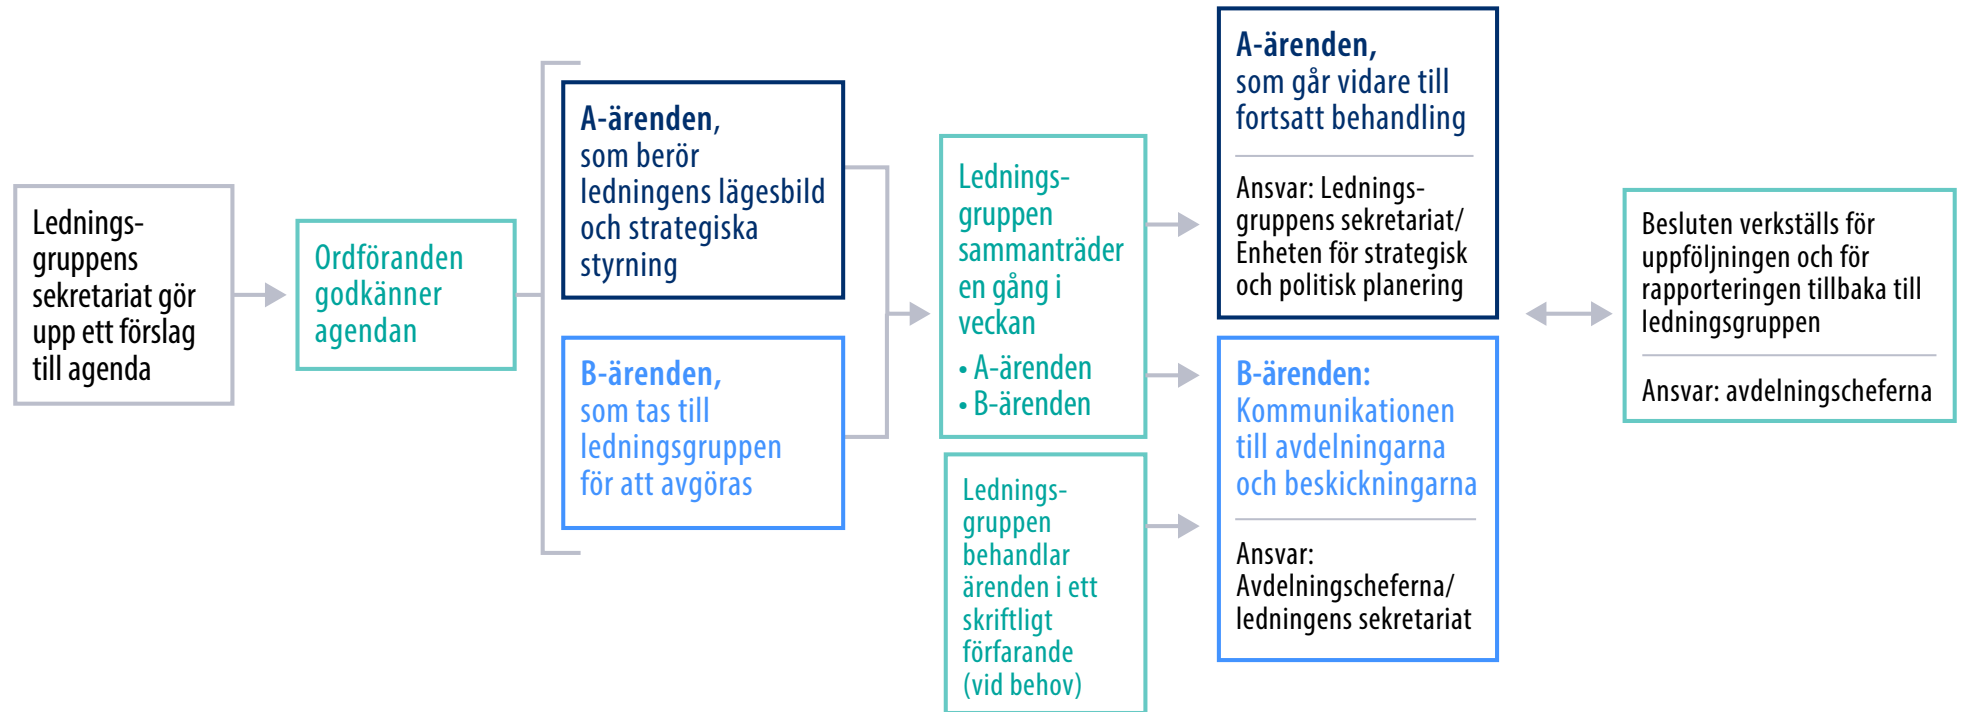 Lednings-
gruppens
sekretariat gör
upp ett förslag
till agenda
Ordföranden
godkänner
agendan
A-ärenden,
som berör
ledningens lägesbild
och strategiska
styrning
B-ärenden,
som tas till
ledningsgruppen
för att avgöras
Lednings-
gruppen
sammanträder
en gång i
veckan
• A-ärenden
• B-ärenden
Lednings-
gruppen
behandlar
ärenden i ett
skriftligt
förfarande
(vid behov)
A-ärenden,
som går vidare till
fortsatt behandling
Ansvar: Lednings-
gruppens sekretariat/
Enheten för strategisk
och politisk planering
B-ärenden:
Kommunikationen
till avdelningarna
och beskickningarna
Ansvar:
Avdelningscheferna/
ledningens sekretariat
Besluten verkställs för
uppföljningen och för
rapporteringen tillbaka till
ledningsgruppen
Ansvar: avdelningscheferna